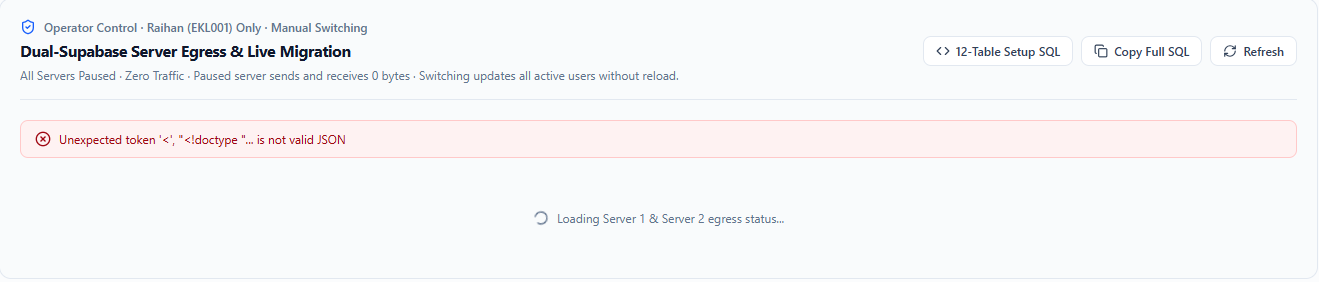 Operator Control · Raihan (EKL001) Only · Manual Switching
Dual-Supabase Server Egress & Live Migration
All Servers Paused · Zero Traffic · Paused server sends and receives 0 bytes · Switching updates all active users without reload.
12-Table Setup SQL
Copy Full SQL
Refresh
Unexpected token '<', "<!doctype "... is not valid JSON
Loading Server 1 & Server 2 egress status...